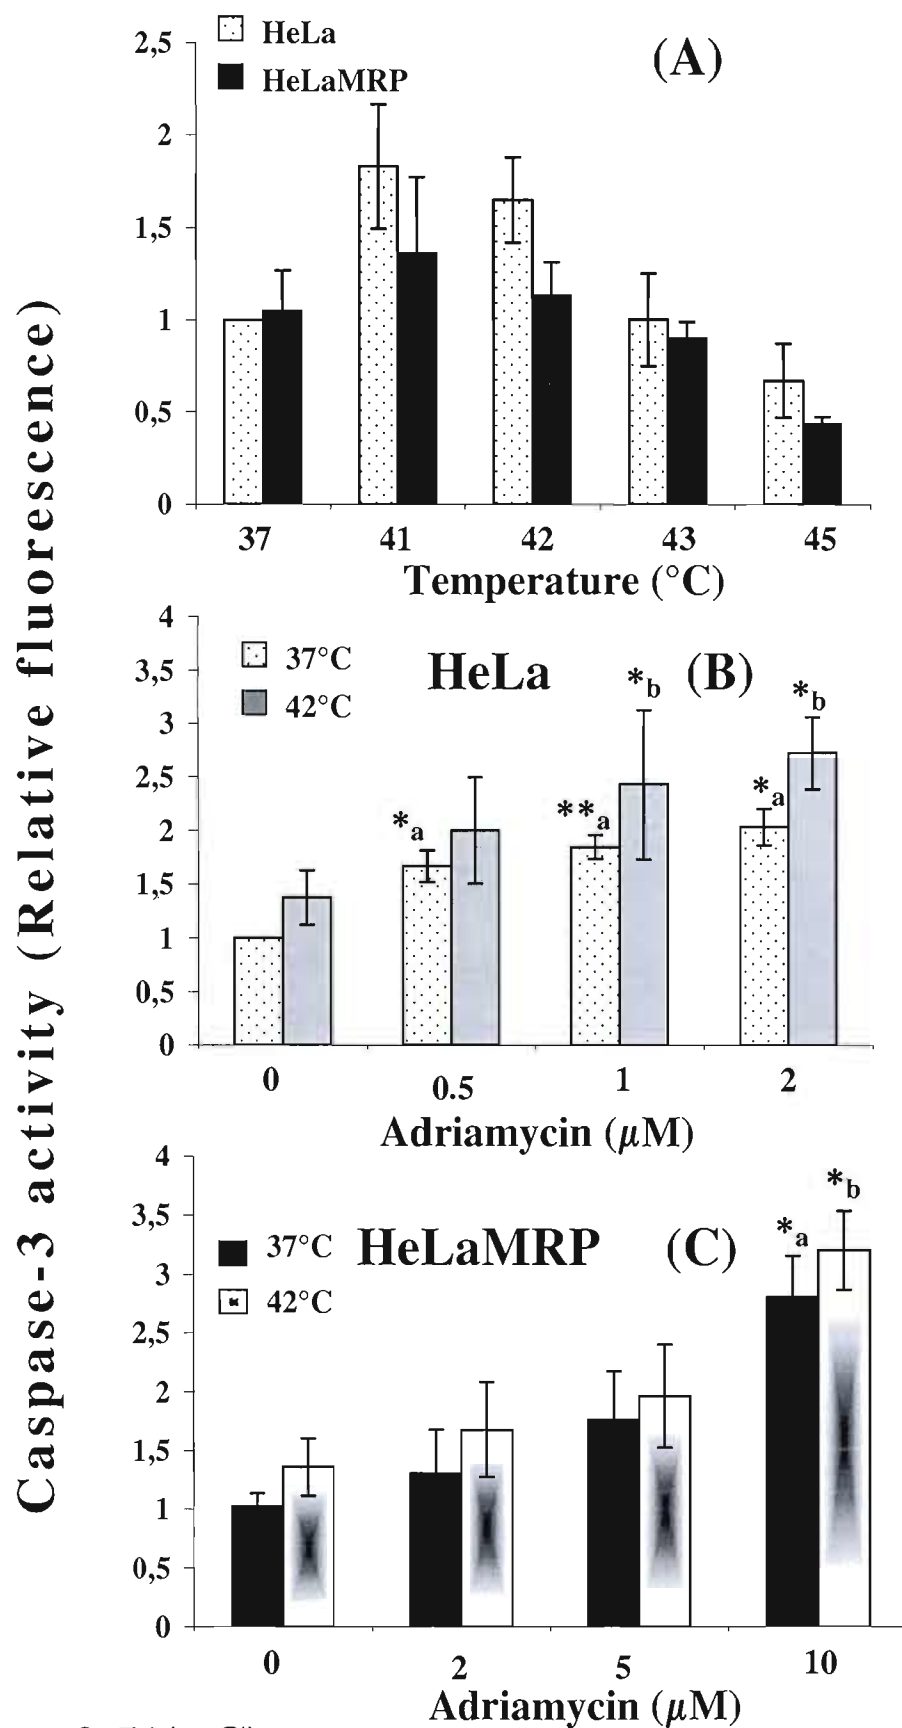 Caspase-3 activity (Relative fluorescence)
HeLa
HeLaMRP
(A)
2,5
2
1,5
1
0,5
0
37 41 42 43 45
Temperature (°C)
4
3,5
3
2,5
2
1,5
1
0,5
0
37°C
42°C
HeLa (B)
*a
**a
*b
*a
*b
0 0.5 1 2
Adriamycin (μM)
4
3,5
3
2,5
2
1,5
1
0,5
0
37°C
42°C
HeLaMRP (C)
*a
*b
0 2 5 10
Adriamycin (μM)